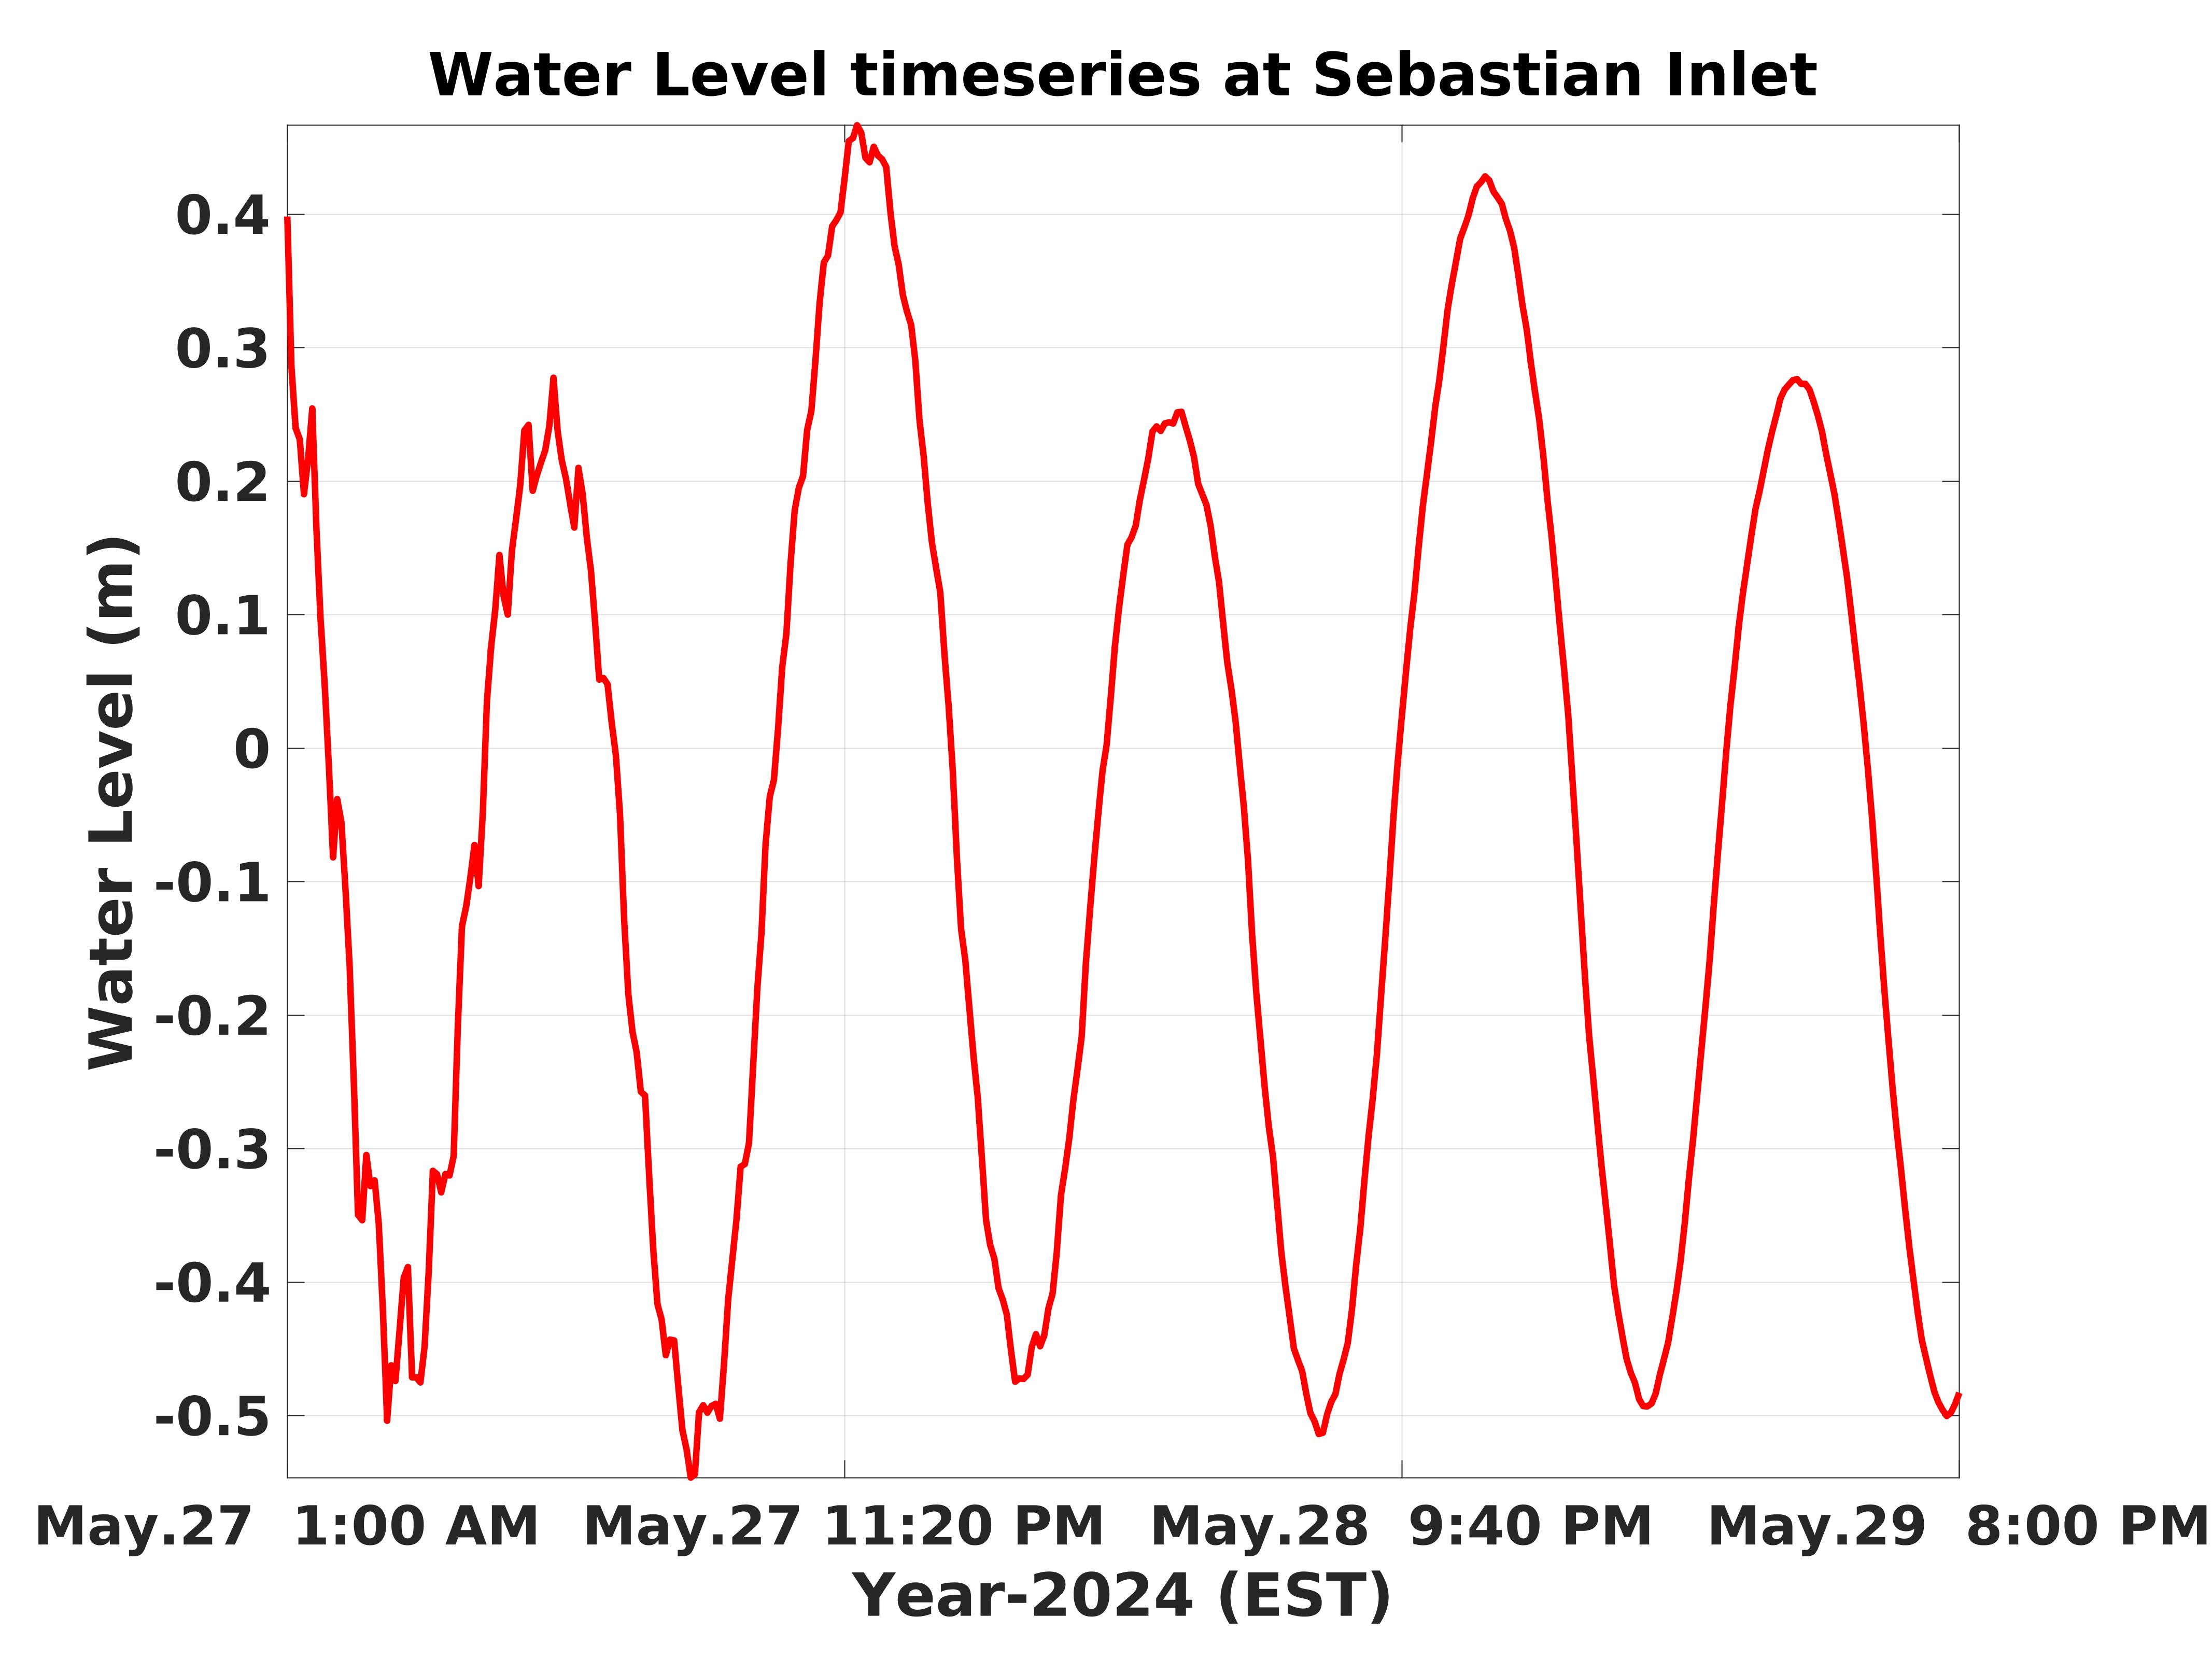 Water Level timeseries at Sebastian Inlet
Water Level (m)
0.4
0.3
0.2
0.1
0
-0.1
-0.2
-0.3
-0.4
-0.5
May.27 1:00 AM May.27 11:20 PM May.28 9:40 PM May.29 8:00 PM
Year-2024 (EST)